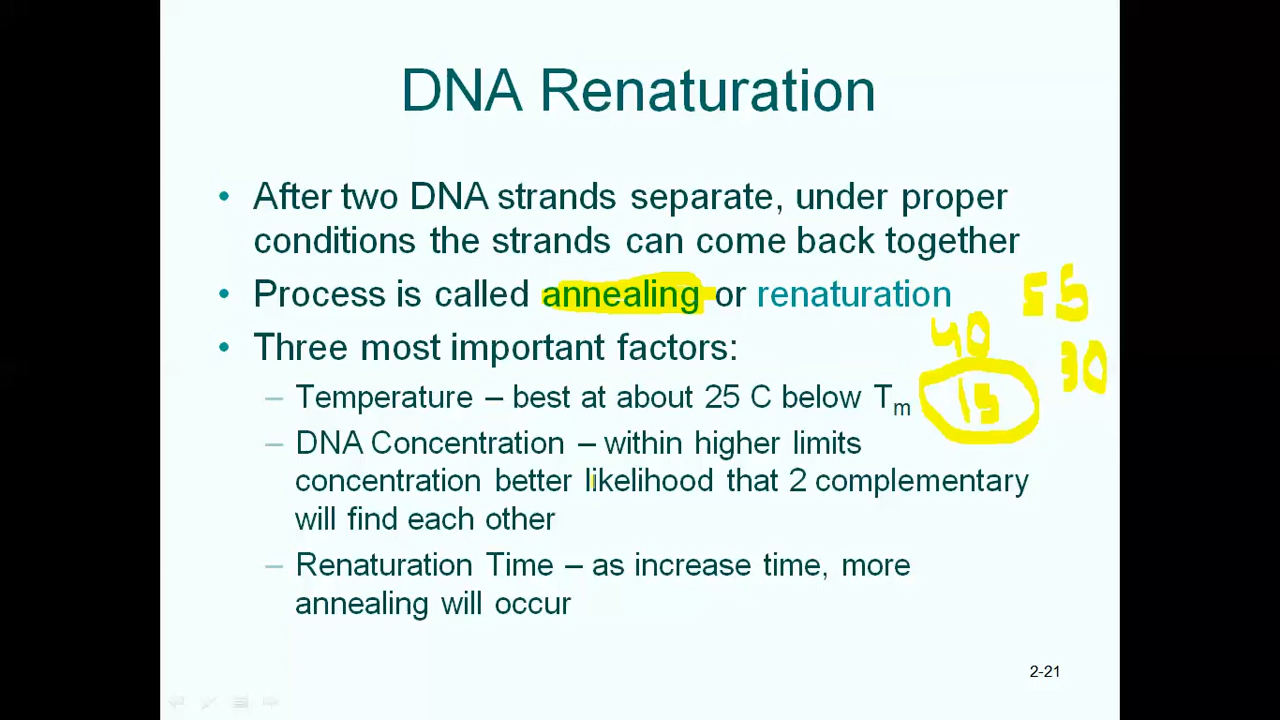 DNA Renaturation
• After two DNA strands separate, under proper
conditions the strands can come back together
• Process is called annealing or renaturation
55
• Three most important factors:
40
30
– Temperature – best at about 25 C below Tm
15
– DNA Concentration – within higher limits
concentration better likelihood that 2 complementary
will find each other
– Renaturation Time – as increase time, more
annealing will occur
2-21